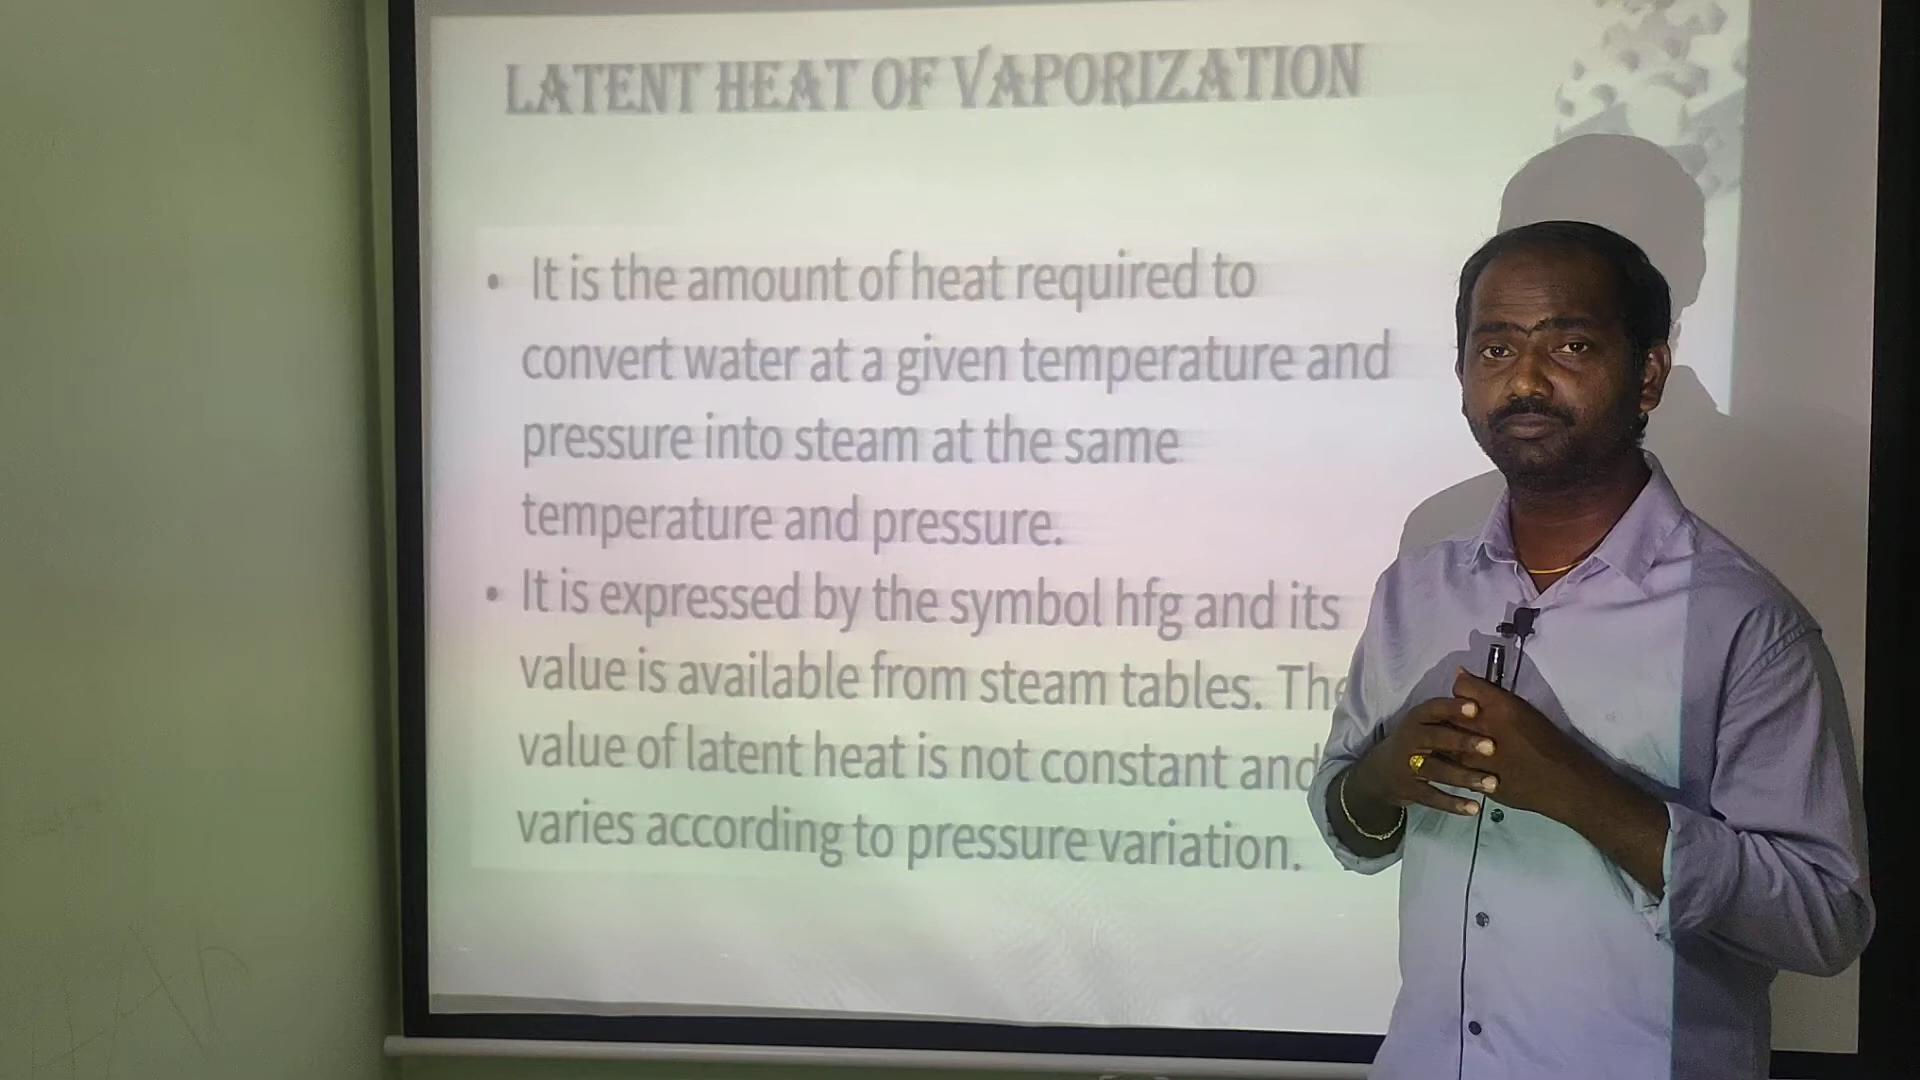 LATENT HEAT OF VAPORIZATION
• It is the amount of heat required to
convert water at a given temperature and
pressure into steam at the same
temperature and pressure.
• It is expressed by the symbol hfg and its
value is available from steam tables. The
value of latent heat is not constant and
varies according to pressure variation.